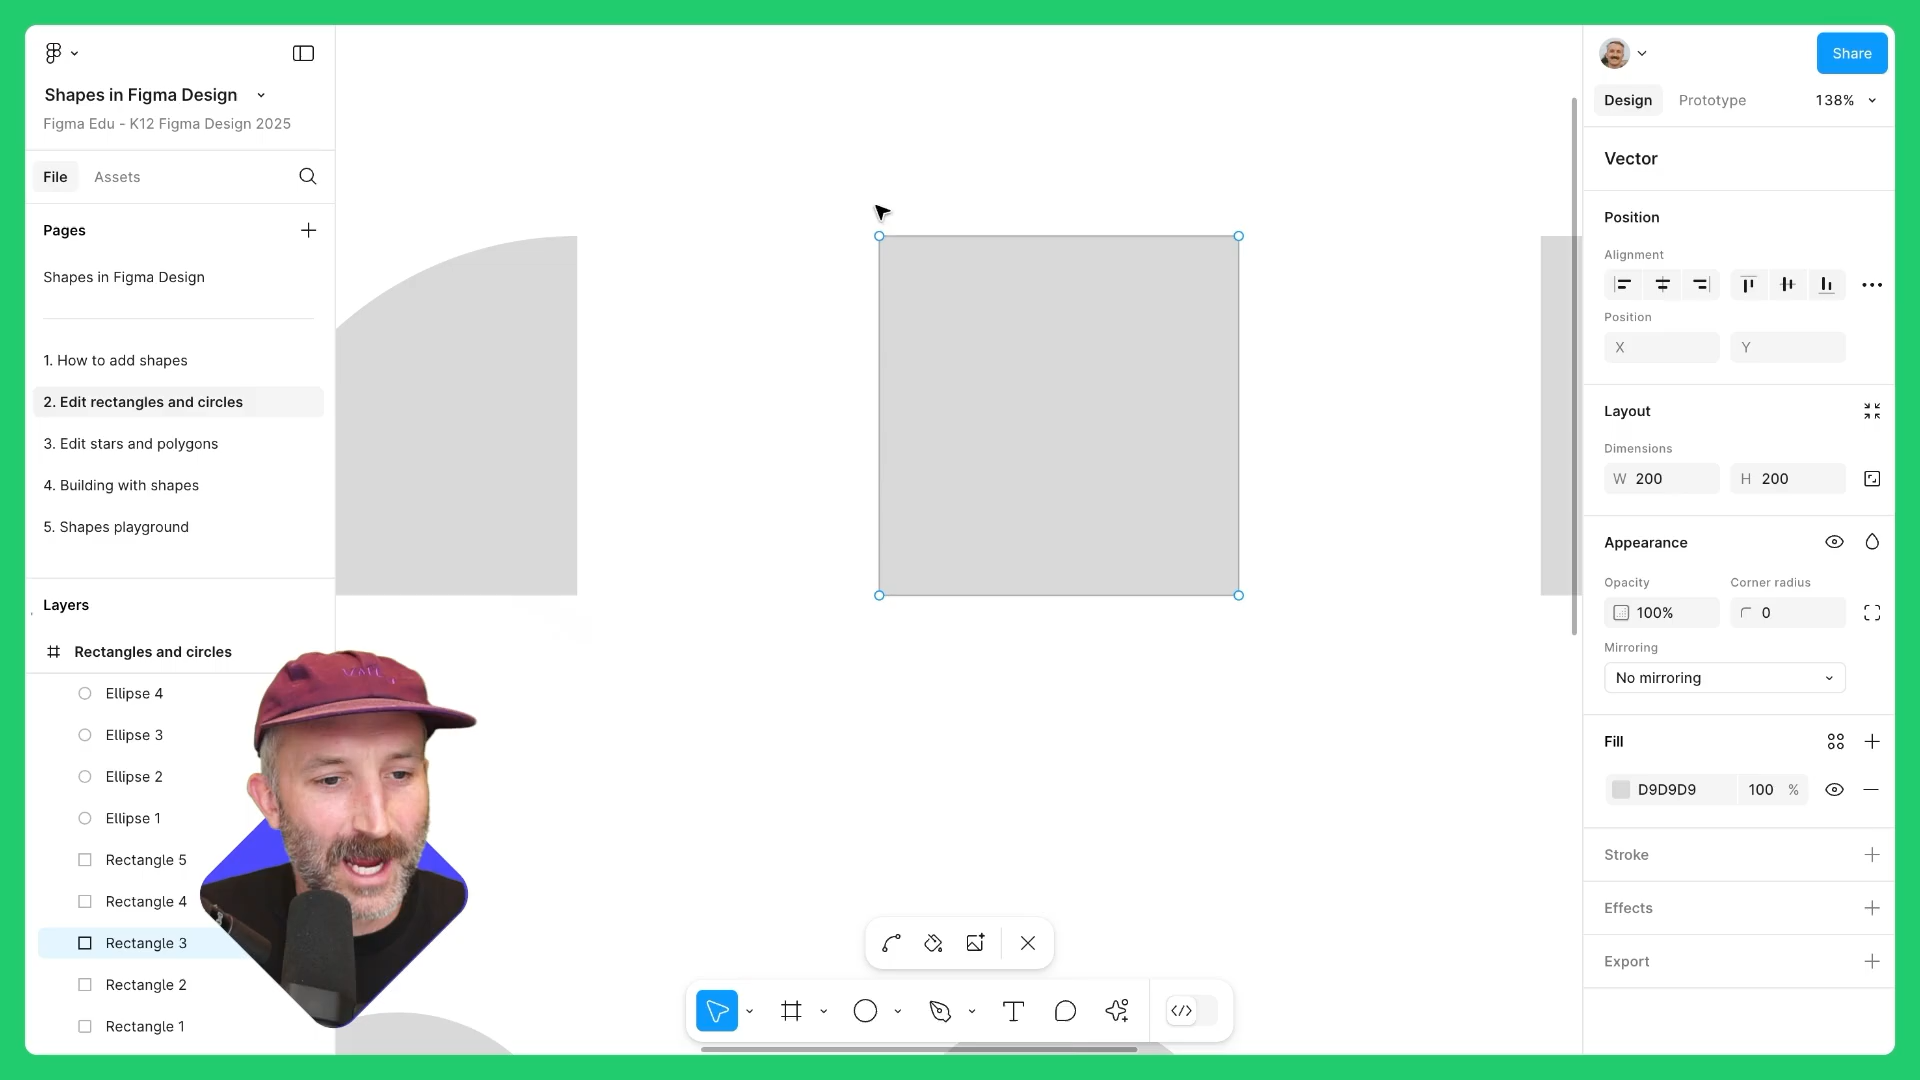 Shapes in Figma Design
Figma Edu - K12 Figma Design 2025
File
Assets
Pages
Shapes in Figma Design
1. How to add shapes
2. Edit rectangles and circles
3. Edit stars and polygons
4. Building with shapes
5. Shapes playground
Layers
Rectangles and circles
Ellipse 4
Ellipse 3
Ellipse 2
Ellipse 1
Rectangle 5
Rectangle 4
Rectangle 3
Rectangle 2
Rectangle 1
Share
Design
Prototype
138%
Vector
Position
Alignment
Position
X
Y
Layout
Dimensions
W 200
H 200
Appearance
Opacity
Corner radius
100%
0
Mirroring
No mirroring
Fill
D9D9D9
100 %
Stroke
Effects
Export